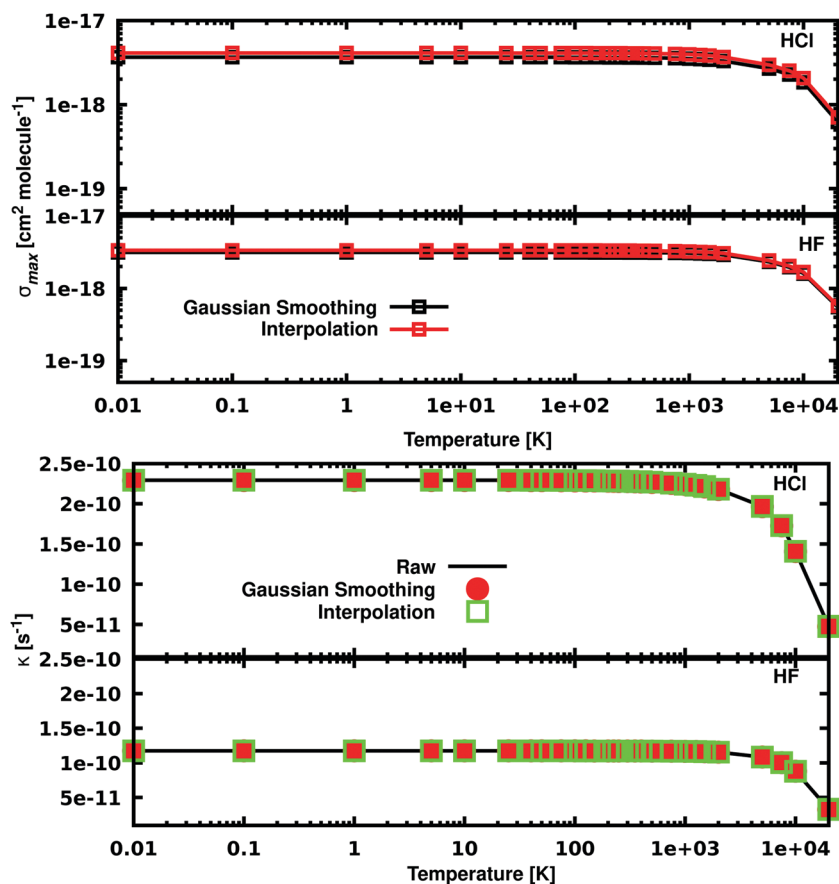 1e-17
HCl
1e-18
1e-19
1e-17
HF
1e-18
Gaussian Smoothing
Interpolation
1e-19
σmax [cm² molecule⁻¹]
0.01 0.1 1 1e+01 1e+02 1e+03 1e+04
Temperature [K]
2.5e-10
HCl
2e-10
1.5e-10
Raw
1e-10
Gaussian Smoothing
Interpolation
5e-11
κ [s⁻¹]
2.5e-10
HF
2e-10
1.5e-10
1e-10
5e-11
0.01 0.1 1 10 100 1e+03 1e+04
Temperature [K]